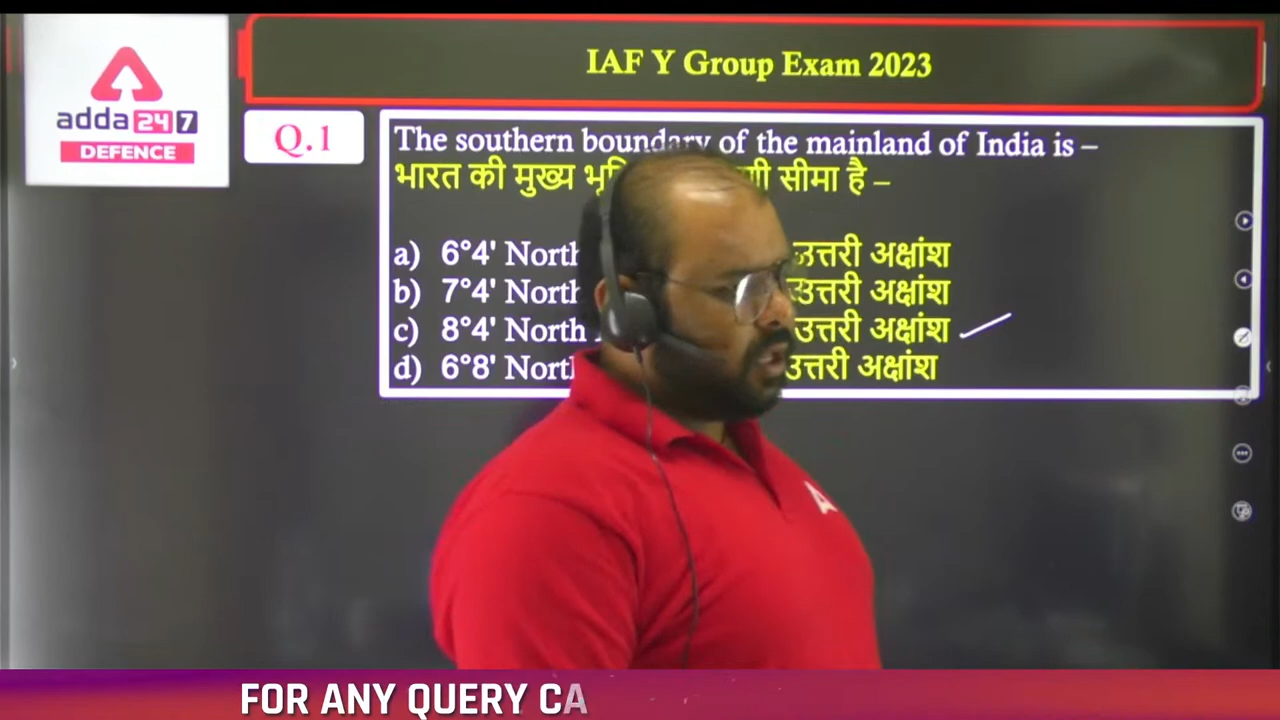 IAF Y Group Exam 2023
adda 247
DEFENCE
Q.1
The southern boundary of the mainland of India is –
भारत की मुख्य सीमा है –
a) 6°4' North उत्तरी अक्षांश
b) 7°4' North उत्तरी अक्षांश
c) 8°4' North उत्तरी अक्षांश
d) 6°8' उत्तरी अक्षांश
FOR ANY QUERY CA